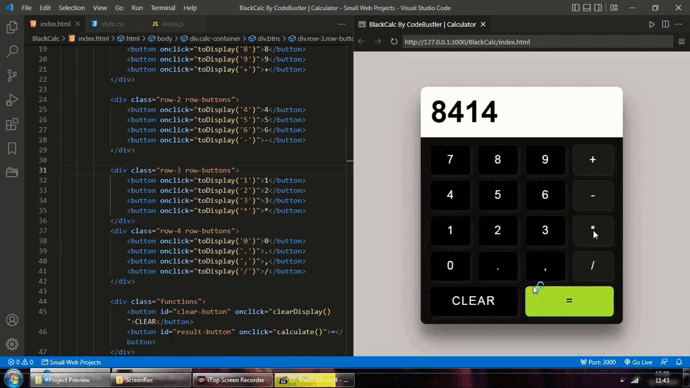 File Edit Selection View Go Run Terminal Help
BlackCalc By CodeBustler | Calculator - Small Web Projects - Visual Studio Code
index.html
style.css
JS index.js
BlackCalc By CodeBustler | Calculator
BlackCalc > index.html > html > body > div.calc-container > div.btns > div.row-3.row-buttons
http://127.0.0.1:3000/BlackCalc/index.html
19 <button onclick="toDisplay('8')">8</button>
20 <button onclick="toDisplay('9')">9</button>
21 <button onclick="toDisplay('+')">+</button>
22 </div>
23
24 <div class="row-2 row-buttons">
25 <button onclick="toDisplay('4')">4</button>
26 <button onclick="toDisplay('5')">5</button>
27 <button onclick="toDisplay('6')">6</button>
28 <button onclick="toDisplay('-')">-</button>
29 </div>
30
31 <div class="row-3 row-buttons">
32 <button onclick="toDisplay('1')">1</button>
33 <button onclick="toDisplay('2')">2</button>
34 <button onclick="toDisplay('3')">3</button>
35 <button onclick="toDisplay('*')">*</button>
36 </div>
37 <div class="row-4 row-buttons">
38 <button onclick="toDisplay('0')">0</button>
39 <button onclick="toDisplay('.')">.</button>
40 <button onclick="toDisplay(',')">,</button>
41 <button onclick="toDisplay('/')">/</button>
42 </div>
43
44 <div class="functions">
45 <button id="clear-button" onclick="clearDisplay()
">CLEAR</button>
46 <button id="result-button" onclick="calculate()">=</
button>
47 </div>
8414
7 8 9 +
4 5 6 -
1 2 3 *
0 . , /
CLEAR =
0 0 Small Web Projects
Port: 3000 Go Live
#Project Preview
ScreenRec
iTop Screen Recorder
11:43